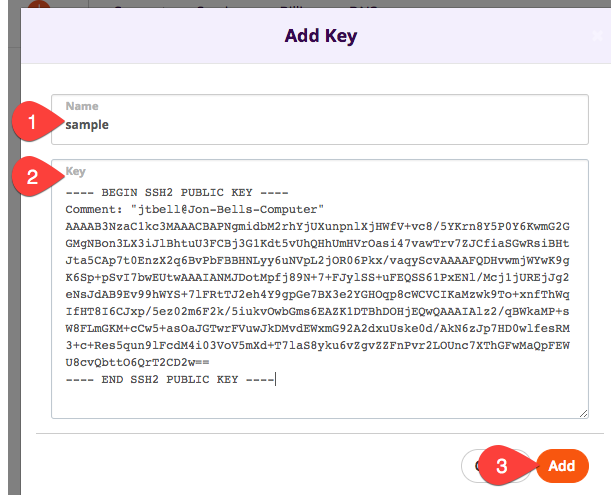 Add Key
1
Name
sample
2
Key
---- BEGIN SSH2 PUBLIC KEY ----
Comment: "jtbell@Jon-Bells-Computer"
AAAAB3NzaC1kc3MAAACBAPNgmidbM2rhYjUXunpnlXjHWfV+vc8/5YKrn8Y5P0Y6KwmG2G
GMgNBon3LX3iJlBhtuU3FCBj3G1Kdt5vUhQHhUmHVrOasi47vawTrv7ZJCfiaSGwRsiBHt
Jta5CAp7t0EnzX2q6BvPbFBBHNLyy6uNVpL2jOR06Pkx/vaqyScvAAAAFQDHvwmjWYwK9g
K6Sp+pSvI7bwEUtwAAAIANMJDotMpfj89N+7+FJylSS+uFEQSS6lPxENl/Mcj1jUREjJg2
eNsJdAB9Ev99hWYS+7lFRtTJ2eh4Y9gpGe7BX3e2YGHOqp8cWCVCIKaMzwk9To+xnfThWq
IfHT8I6CJxp/5ez02m6F2k/5iukvOwbGms6EAZK1DTBhDOHjEQwQAAAIAlz2/qBWkaMP+s
W8FLmGKM+cCw5+asOaJGTwrFVuwJkDMvdEWxmG92A2dxuUske0d/AkN6zJp7HD0wlfesRM
3+c+Res5qun9lFcdM4i03VoV5mXd+T7laS8yku6vZgvZZFnPvr2LOUnc7XThGFwMaQpFEW
U8cvQbttO6QrT2CD2w==
---- END SSH2 PUBLIC KEY ----
3
Add